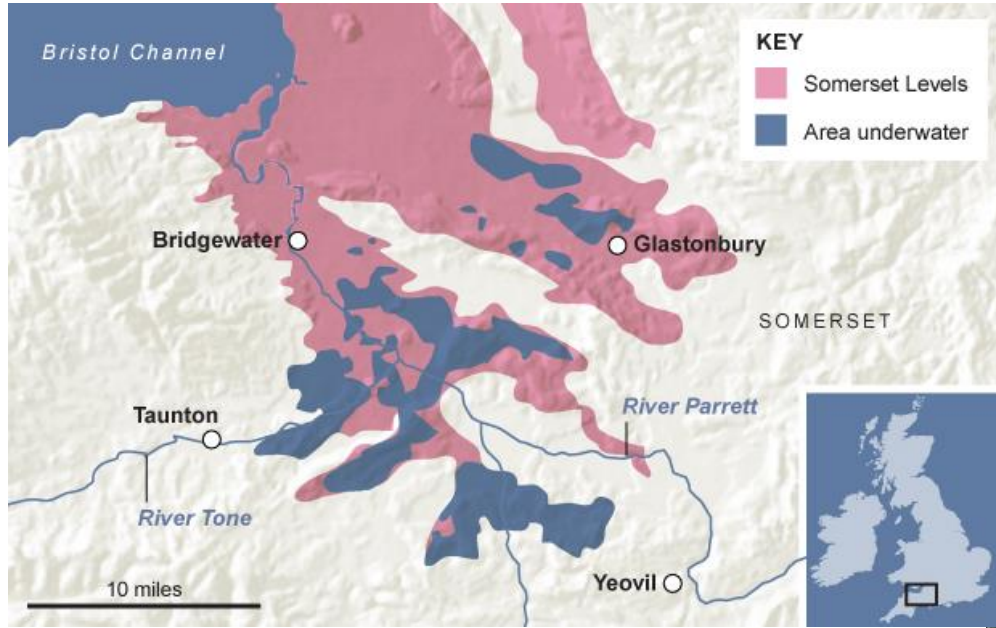 Bristol Channel
KEY
Somerset Levels
Area underwater
Bridgewater
Glastonbury
SOMERSET
Taunton
River Parrett
River Tone
10 miles
Yeovil